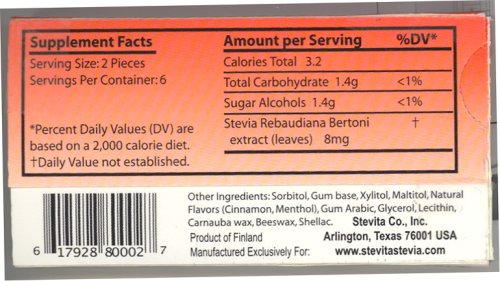 Supplement Facts
Serving Size: 2 Pieces
Servings Per Container: 6
*Percent Daily Values (DV) are
based on a 2,000 calorie diet.
†Daily Value not established.
Amount per Serving %DV*
Calories Total 3.2
Total Carbohydrate 1.4g <1%
Sugar Alcohols 1.4g <1%
Stevia Rebaudiana Bertoni †
extract (leaves) 8mg
6 17928 80002 7
Other Ingredients: Sorbitol, Gum base, Xylitol, Maltitol, Natural
Flavors (Cinnamon, Menthol), Gum Arabic, Glycerol, Lecithin,
Carnauba wax, Beeswax, Shellac. Stevita Co., Inc.
Product of Finland Arlington, Texas 76001 USA
Manufactured Exclusively For: www.stevitastevia.com